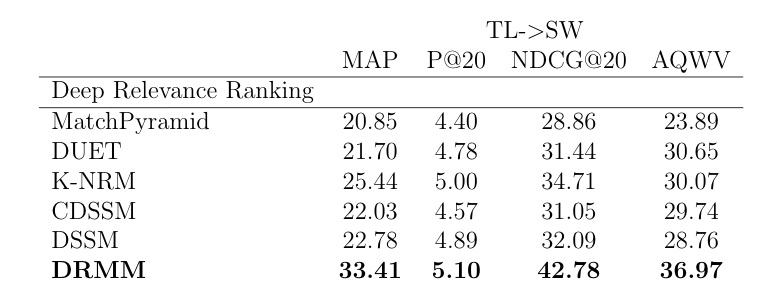 TL->SW
MAP P@20 NDCG@20 AQWV
Deep Relevance Ranking
MatchPyramid 20.85 4.40 28.86 23.89
DUET 21.70 4.78 31.44 30.65
K-NRM 25.44 5.00 34.71 30.07
CDSSM 22.03 4.57 31.05 29.74
DSSM 22.78 4.89 32.09 28.76
DRMM 33.41 5.10 42.78 36.97